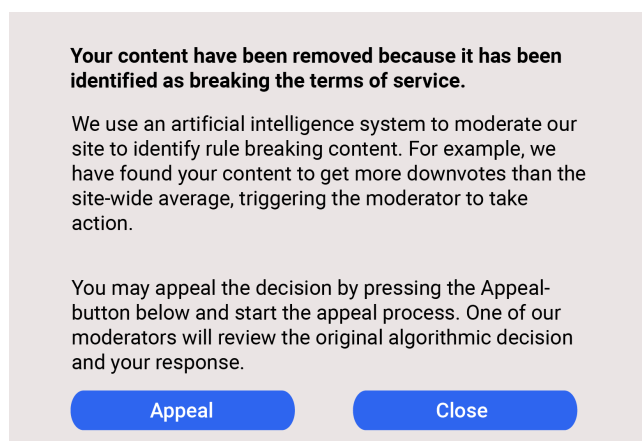 Your content have been removed because it has been
identified as breaking the terms of service.
We use an artificial intelligence system to moderate our
site to identify rule breaking content. For example, we
have found your content to get more downvotes than the
site-wide average, triggering the moderator to take
action.
You may appeal the decision by pressing the Appeal-
button below and start the appeal process. One of our
moderators will review the original algorithmic decision
and your response.
Appeal
Close